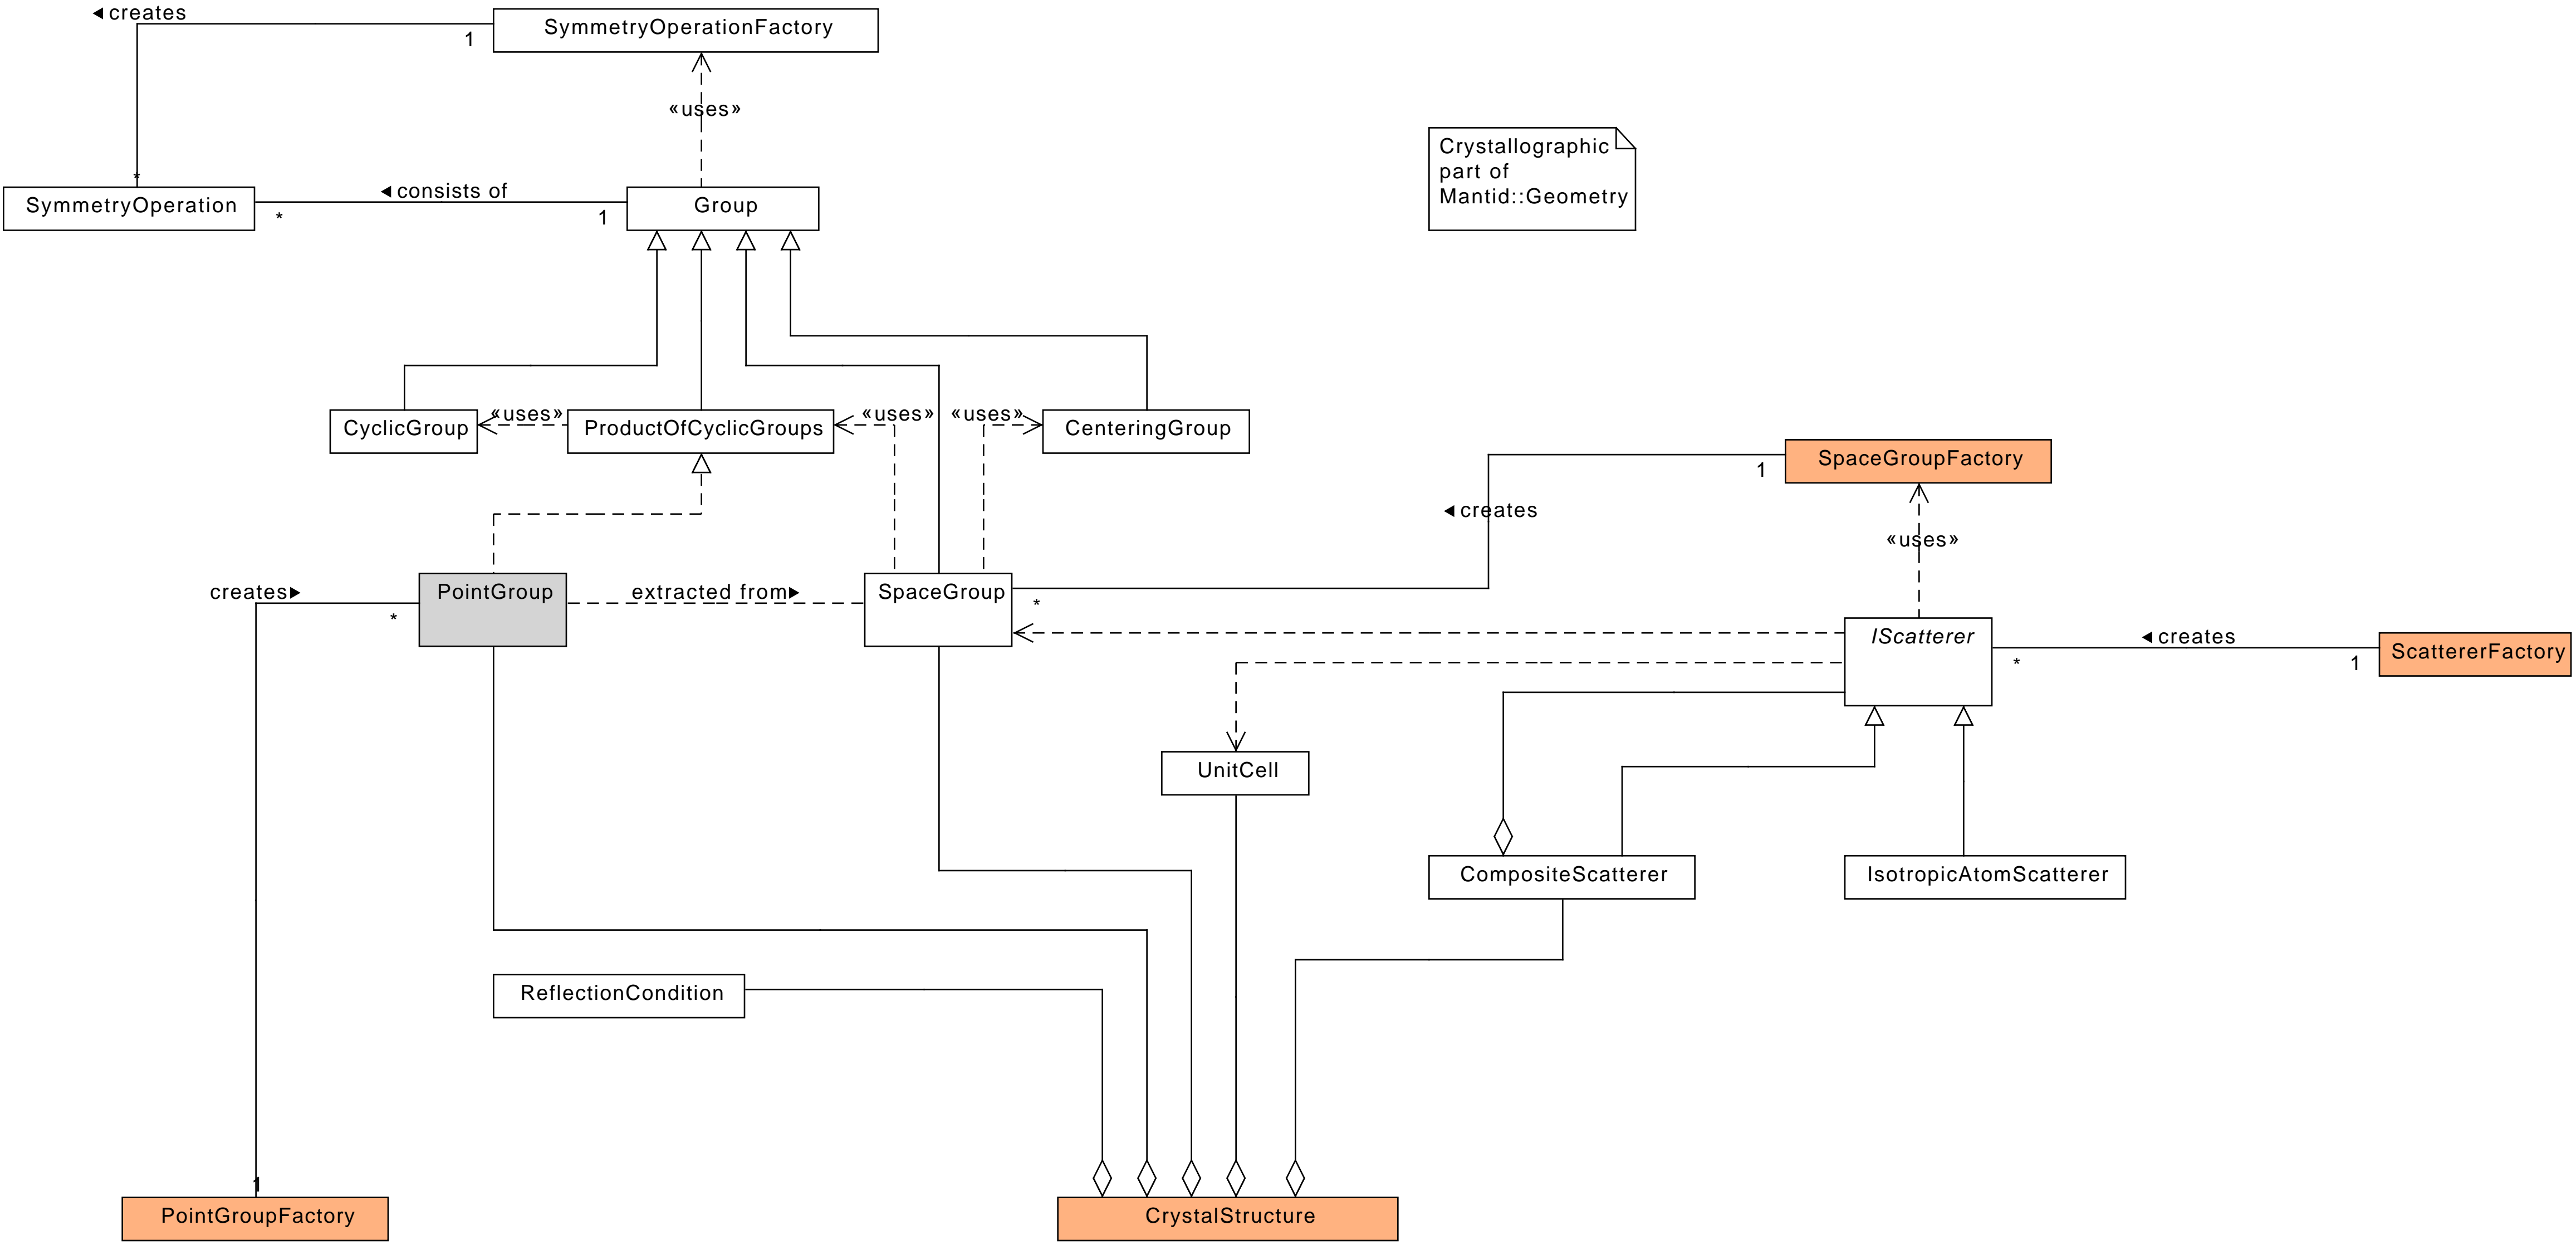 ◄ creates
SymmetryOperationFactory
1
«uses»
Crystallographic
part of
Mantid::Geometry
*
SymmetryOperation
◄ consists of
*
1
Group
CyclicGroup
«uses»
ProductOfCyclicGroups
«uses»
«uses»
CenteringGroup
SpaceGroupFactory
1
◄ creates
«uses»
creates►
PointGroup
*
extracted from►
SpaceGroup
*
IScatterer
*
◄ creates
1
ScattererFactory
UnitCell
CompositeScatterer
IsotropicAtomScatterer
ReflectionCondition
1
PointGroupFactory
CrystalStructure